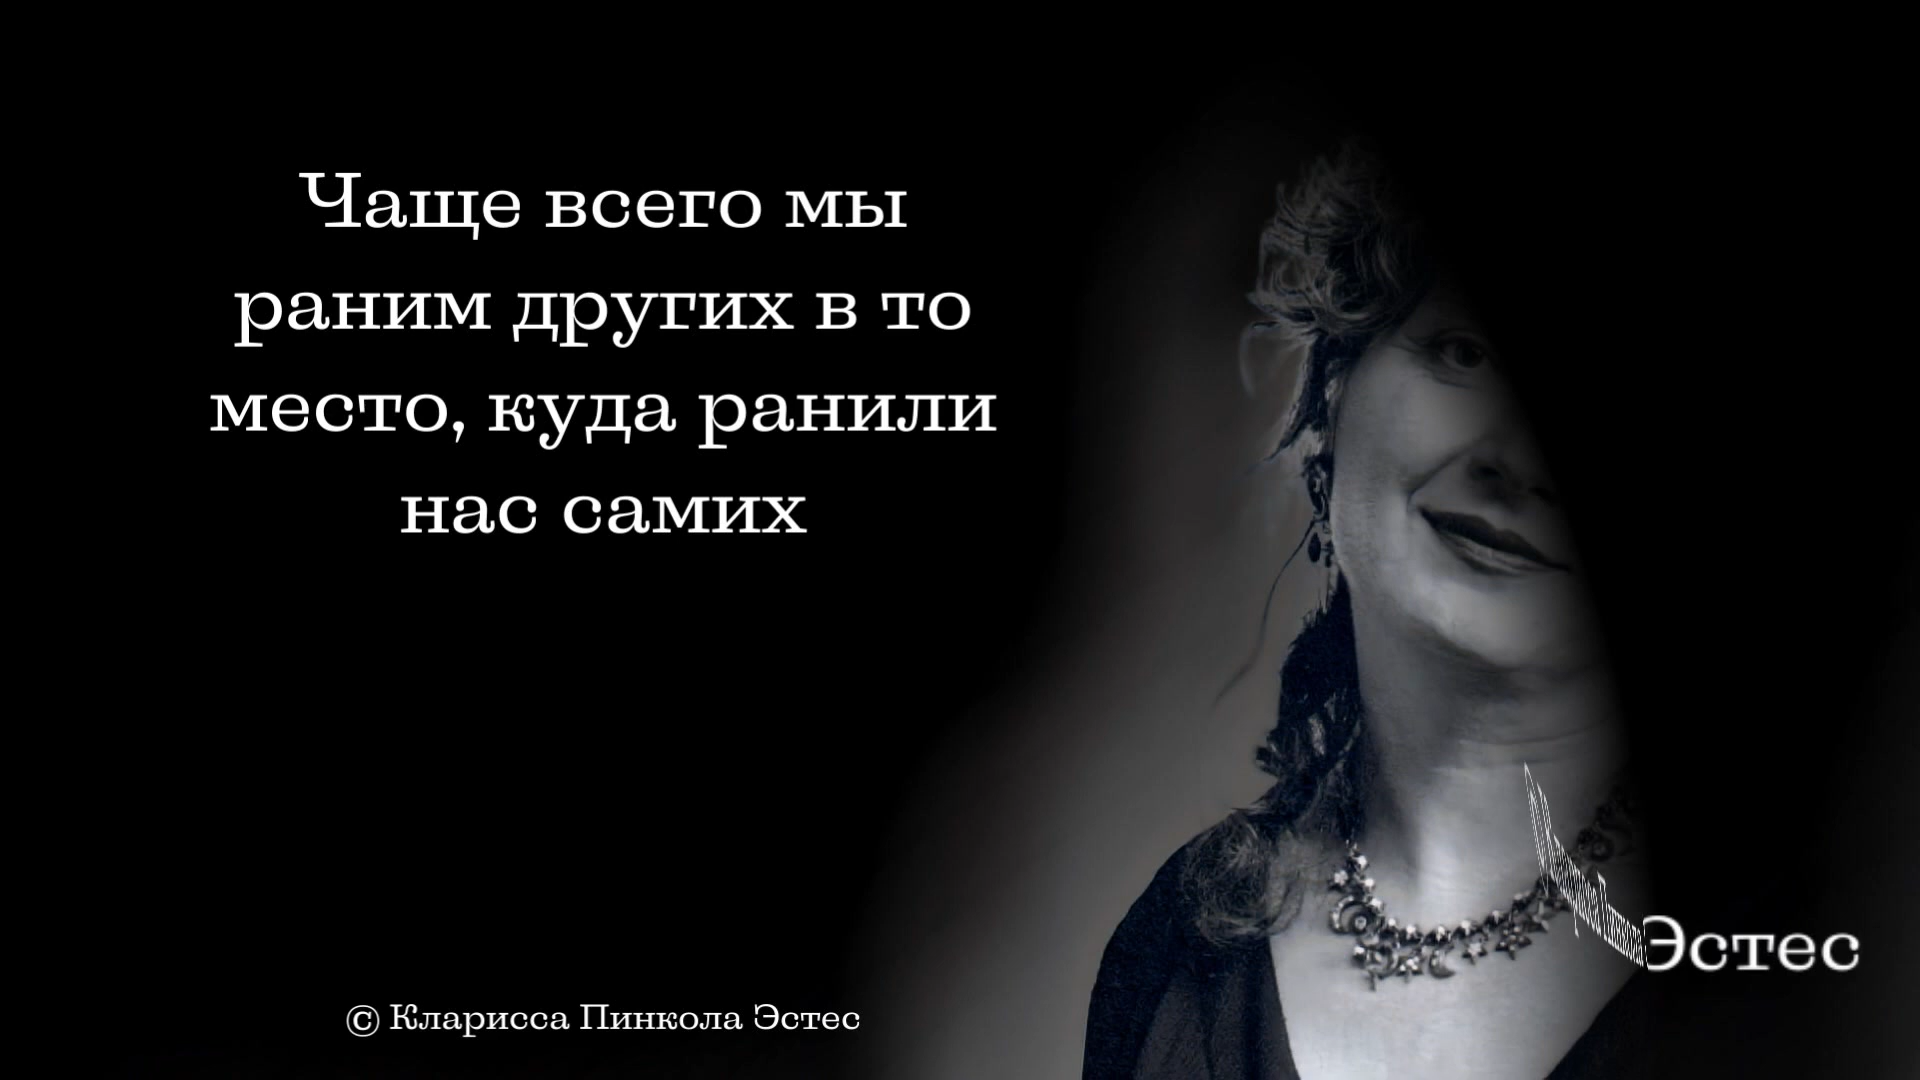 Чаще всего мы
раним других в то
место, куда ранили
нас самих
Эстес
© Кларисса Пинкола Эстес